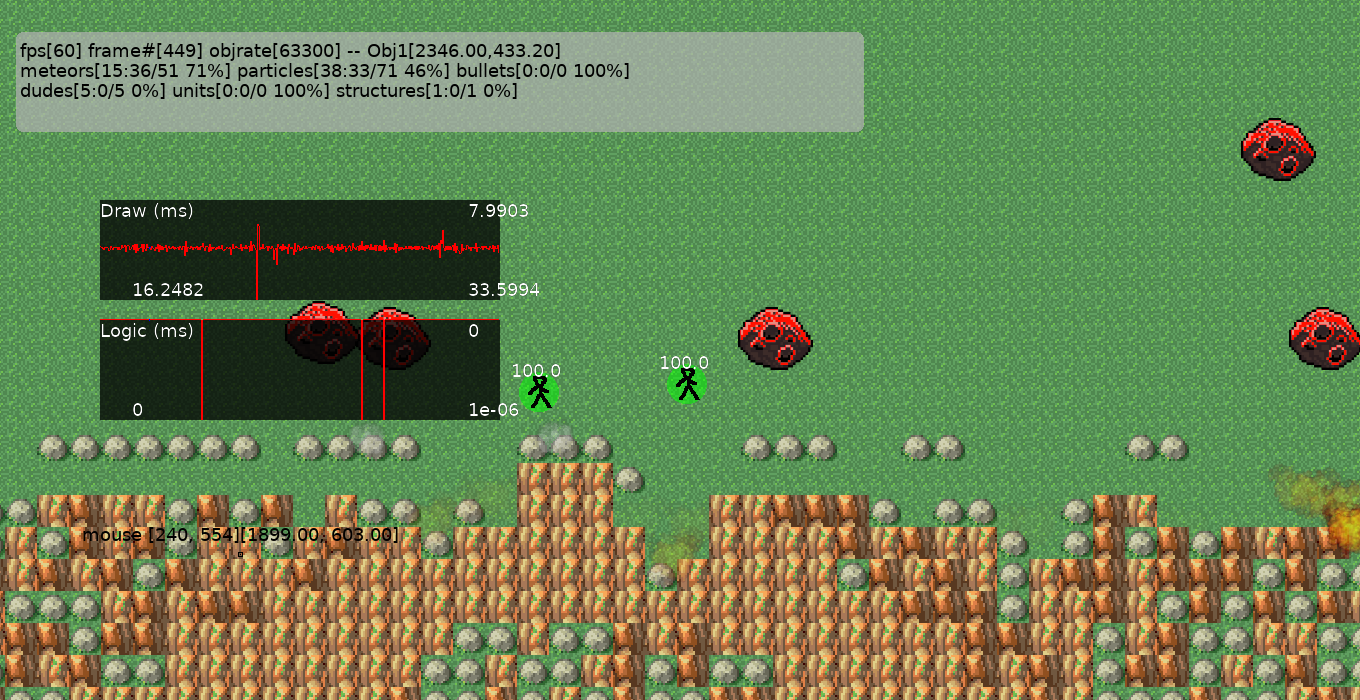 fps[60] frame#[449] objrate[63300] -- Obj1[2346.00,433.20]
meteors[15:36/51 71%] particles[38:33/71 46%] bullets[0:0/0 100%]
dudes[5:0/5 0%] units[0:0/0 100%] structures[1:0/1 0%]
Draw (ms) 7.9903
16.2482 33.5994
Logic (ms) 0
0 1e-06
100.0
100.0
mouse [240, 554][1899.00, 603.00]